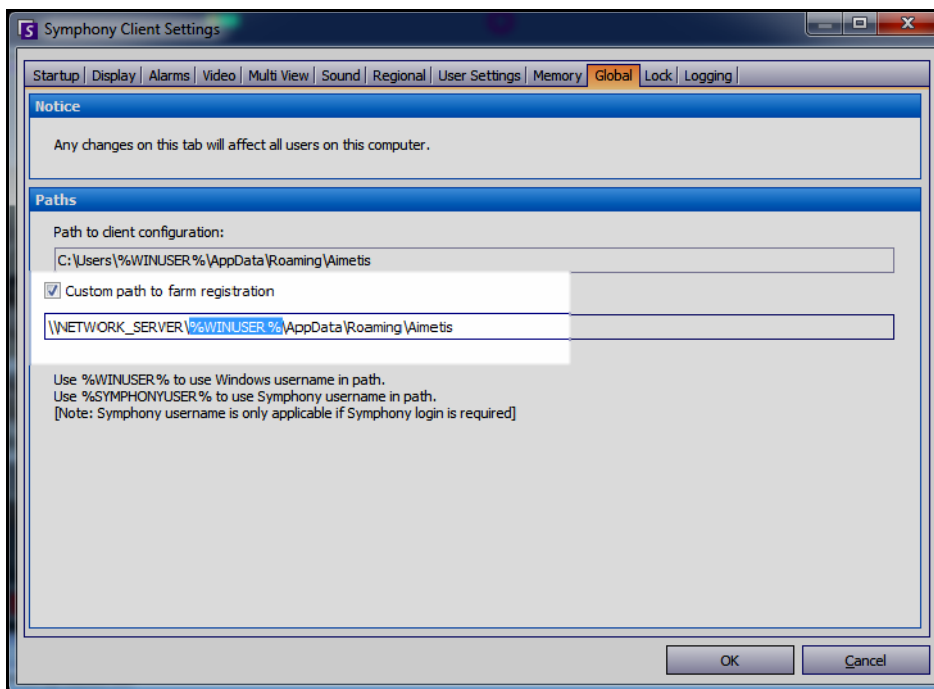 Symphony Client Settings
Startup Display Alarms Video Multi View Sound Regional User Settings Memory Global Lock Logging
Notice
Any changes on this tab will affect all users on this computer.
Paths
Path to client configuration:
C:\Users\%WINUSER%\AppData\Roaming\Aimetis
Custom path to farm registration
\\NETWORK_SERVER\%WINUSER%\AppData\Roaming\Aimetis
Use %WINUSER% to use Windows username in path.
Use %SYMPHONYUSER% to use Symphony username in path.
[Note: Symphony username is only applicable if Symphony login is required]
OK Cancel